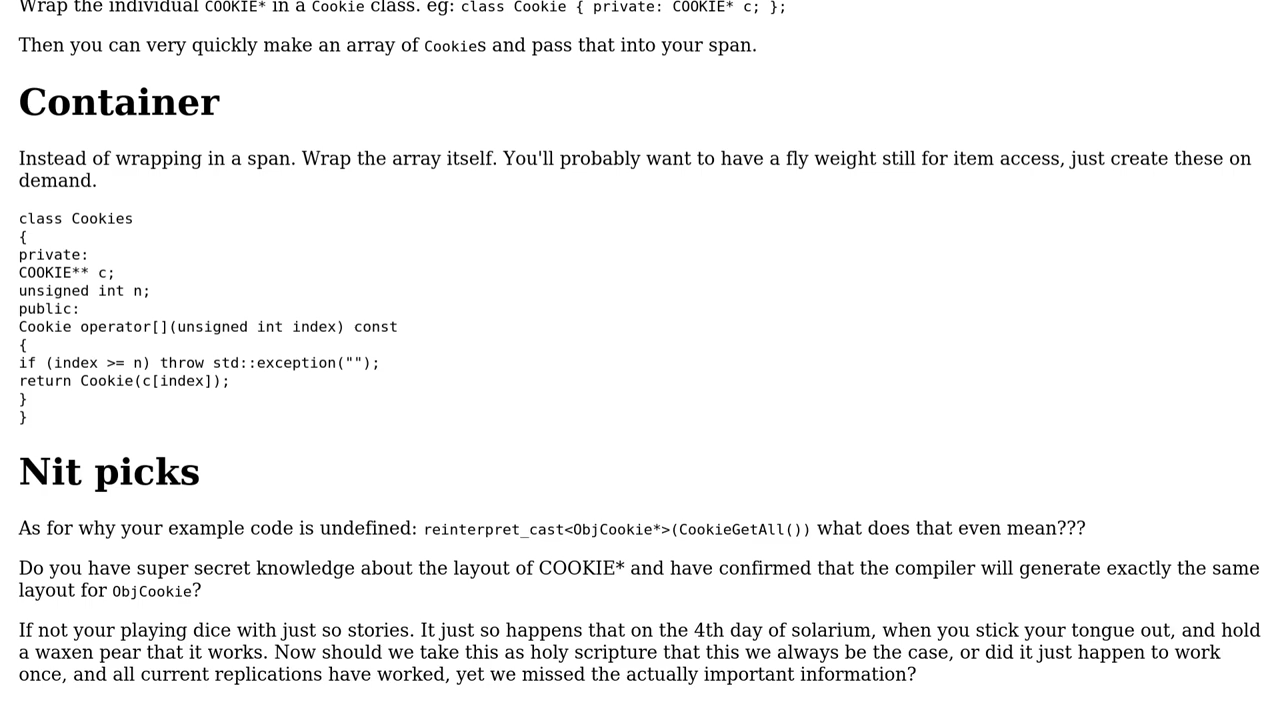 Wrap the individual COOKIE* in a Cookie class. eg: class Cookie { private: COOKIE* c; };
Then you can very quickly make an array of Cookies and pass that into your span.
Container
Instead of wrapping in a span. Wrap the array itself. You'll probably want to have a fly weight still for item access, just create these on
demand.
class Cookies
{
private:
COOKIE** c;
unsigned int n;
public:
Cookie operator[](unsigned int index) const
{
if (index >= n) throw std::exception("");
return Cookie(c[index]);
}
}
Nit picks
As for why your example code is undefined: reinterpret_cast<ObjCookie*>(CookieGetAll()) what does that even mean???
Do you have super secret knowledge about the layout of COOKIE* and have confirmed that the compiler will generate exactly the same
layout for ObjCookie?
If not your playing dice with just so stories. It just so happens that on the 4th day of solarium, when you stick your tongue out, and hold
a waxen pear that it works. Now should we take this as holy scripture that this we always be the case, or did it just happen to work
once, and all current replications have worked, yet we missed the actually important information?